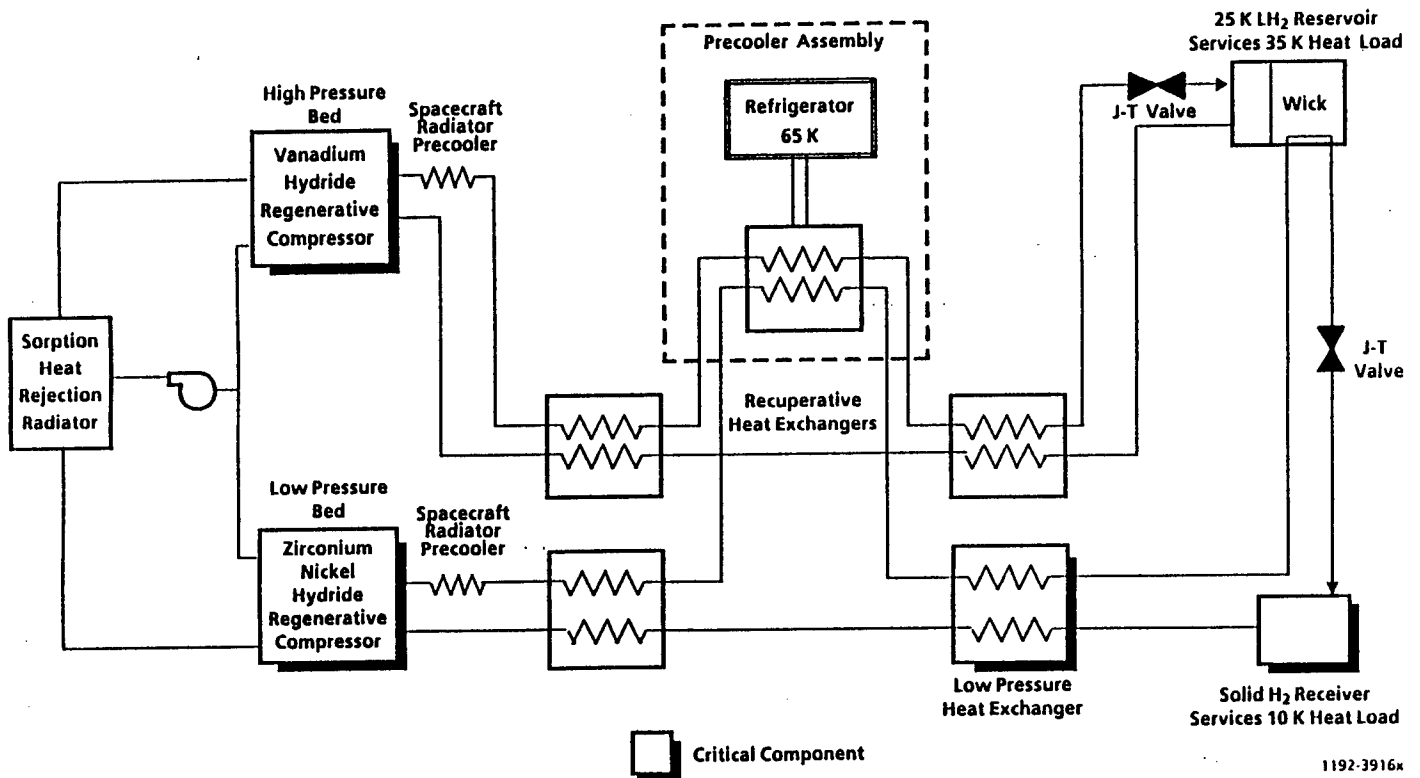 25 K LH₂ Reservoir
Services 35 K Heat Load
Precooler Assembly
High Pressure
Bed
Spacecraft
Radiator
Precooler
Refrigerator
65 K
J-T Valve
Wick
Vanadium
Hydride
Regenerative
Compressor
Sorption
Heat
Rejection
Radiator
J-T
Valve
Recuperative
Heat Exchangers
Low Pressure
Bed
Spacecraft
Radiator
Precooler
Zirconium
Nickel
Hydride
Regenerative
Compressor
Low Pressure
Heat Exchanger
Solid H₂ Receiver
Services 10 K Heat Load
Critical Component
1192-3916x